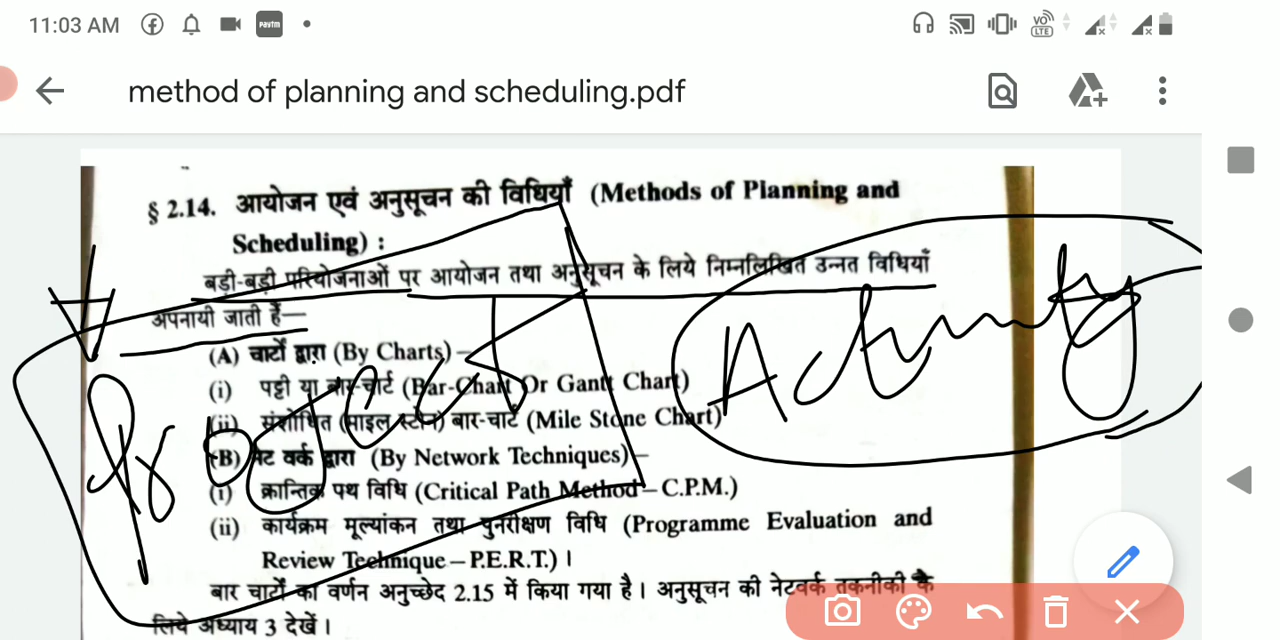 11:03 AM
Paytm
VO
LTE
method of planning and scheduling.pdf
§ 2.14. आयोजन एवं अनुसूचन की विधियाँ (Methods of Planning and
Scheduling) :
बड़ी-बड़ी परियोजनाओं पर आयोजन तथा अनुसूचन के लिये निम्नलिखित उन्नत विधियाँ
अपनायी जाती हैं—
(A) चार्टों द्वारा (By Charts)–
(i) पट्टी या बार-चार्ट (Bar-Chart Or Gantt Chart)
(ii) संशोधित (माइल स्टोन) बार-चार्ट (Mile Stone Chart)
(B) नेट वर्क द्वारा (By Network Techniques)–
(i) क्रान्तिक पथ विधि (Critical Path Method–C.P.M.)
(ii) कार्यक्रम मूल्यांकन तथा पुनरीक्षण विधि (Programme Evaluation and
Review Technique–P.E.R.T.) ।
बार चार्टों का वर्णन अनुच्छेद 2.15 में किया गया है। अनुसूचन की नेटवर्क तकनीकी के
लिये अध्याय 3 देखें।
Project
Activity